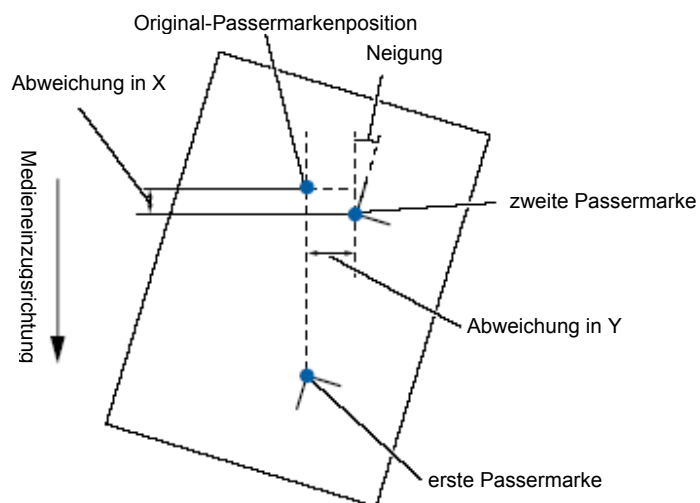 Original-Passermarkenposition
Neigung
Abweichung in X
Medieneinzugsrichtung
zweite Passermarke
Abweichung in Y
erste Passermarke